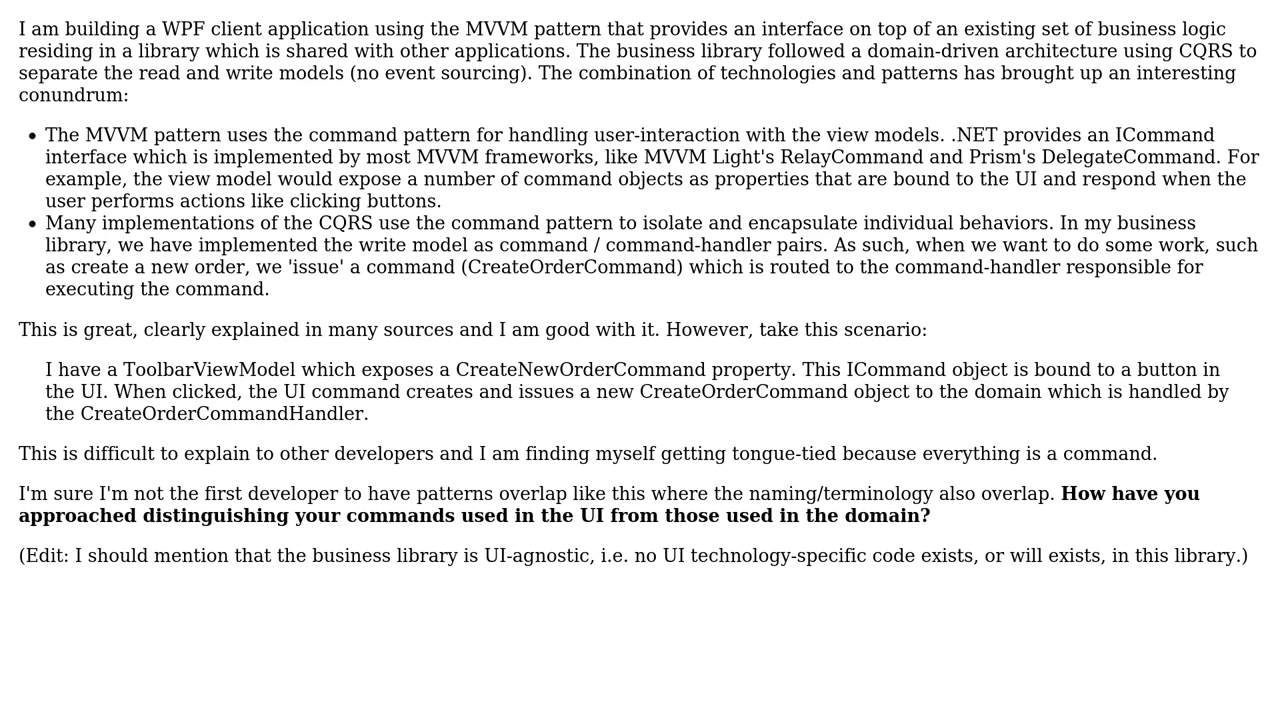 I am building a WPF client application using the MVVM pattern that provides an interface on top of an existing set of business logic
residing in a library which is shared with other applications. The business library followed a domain-driven architecture using CQRS to
separate the read and write models (no event sourcing). The combination of technologies and patterns has brought up an interesting
conundrum:
• The MVVM pattern uses the command pattern for handling user-interaction with the view models. .NET provides an ICommand
interface which is implemented by most MVVM frameworks, like MVVM Light's RelayCommand and Prism's DelegateCommand. For
example, the view model would expose a number of command objects as properties that are bound to the UI and respond when the
user performs actions like clicking buttons.
• Many implementations of the CQRS use the command pattern to isolate and encapsulate individual behaviors. In my business
library, we have implemented the write model as command / command-handler pairs. As such, when we want to do some work, such
as create a new order, we 'issue' a command (CreateOrderCommand) which is routed to the command-handler responsible for
executing the command.
This is great, clearly explained in many sources and I am good with it. However, take this scenario:
I have a ToolbarViewModel which exposes a CreateNewOrderCommand property. This ICommand object is bound to a button in
the UI. When clicked, the UI command creates and issues a new CreateOrderCommand object to the domain which is handled by
the CreateOrderCommandHandler.
This is difficult to explain to other developers and I am finding myself getting tongue-tied because everything is a command.
I'm sure I'm not the first developer to have patterns overlap like this where the naming/terminology also overlap. How have you
approached distinguishing your commands used in the UI from those used in the domain?
(Edit: I should mention that the business library is UI-agnostic, i.e. no UI technology-specific code exists, or will exists, in this library.)